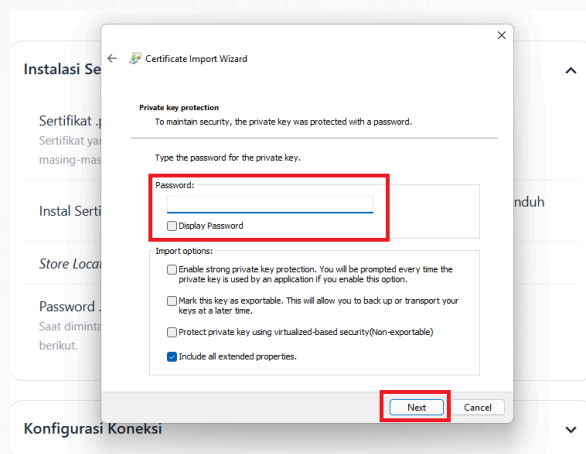 Certificate Import Wizard
Instalasi Se
Private key protection
To maintain security, the private key was protected with a password.
Sertifikat .p
Sertifikat yan
masing-mas
Type the password for the private key.
Password:
nduh
Instal Serti
Display Password
Import options:
Store Locat
Enable strong private key protection. You will be prompted every time the
private key is used by an application if you enable this option.
Mark this key as exportable. This will allow you to back up or transport your
keys at a later time.
Password .
Saat diminta
berikut.
Protect private key using virtualized-based security(Non-exportable)
Include all extended properties.
Next
Cancel
Konfigurasi Koneksi